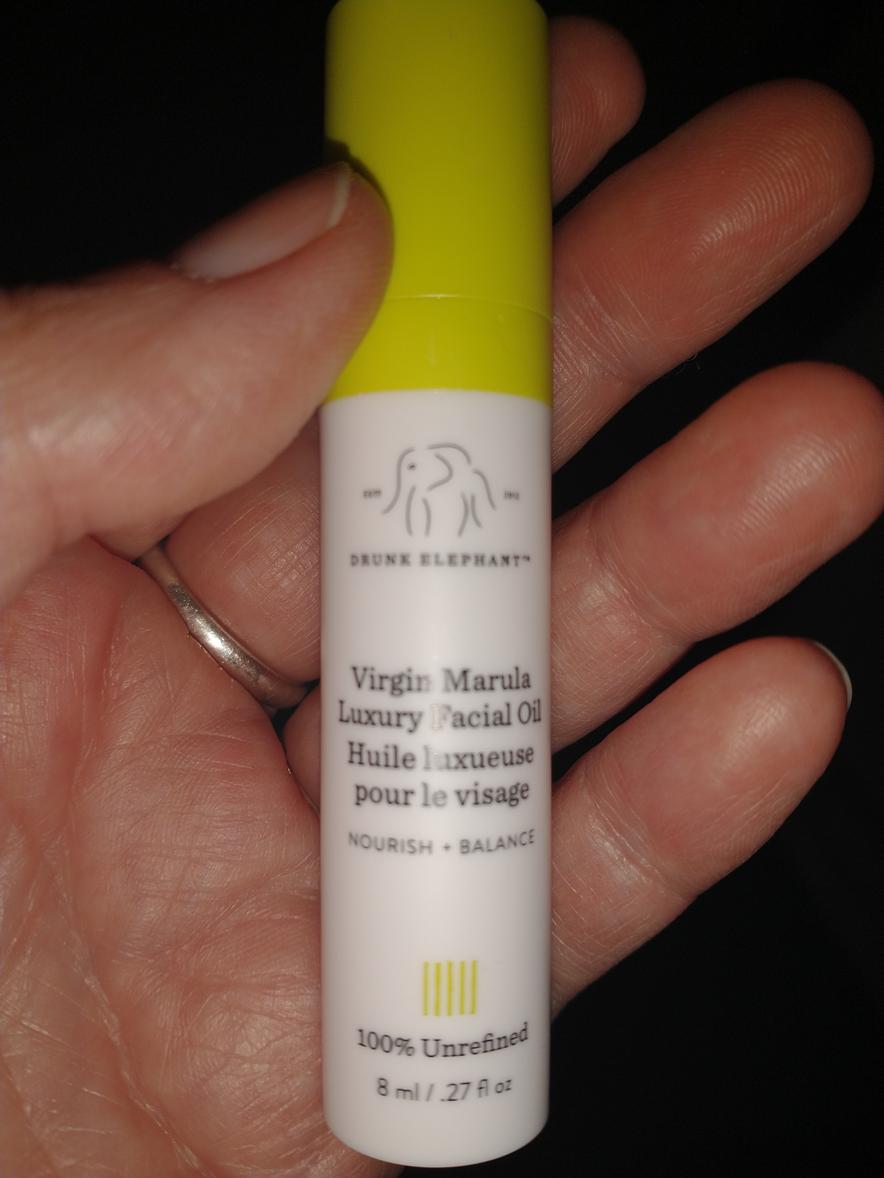 DRUNK ELEPHANT™
Virgin Marula
Luxury Facial Oil
Huile luxueuse
pour le visage
NOURISH + BALANCE
100% Unrefined
8 ml / .27 fl oz